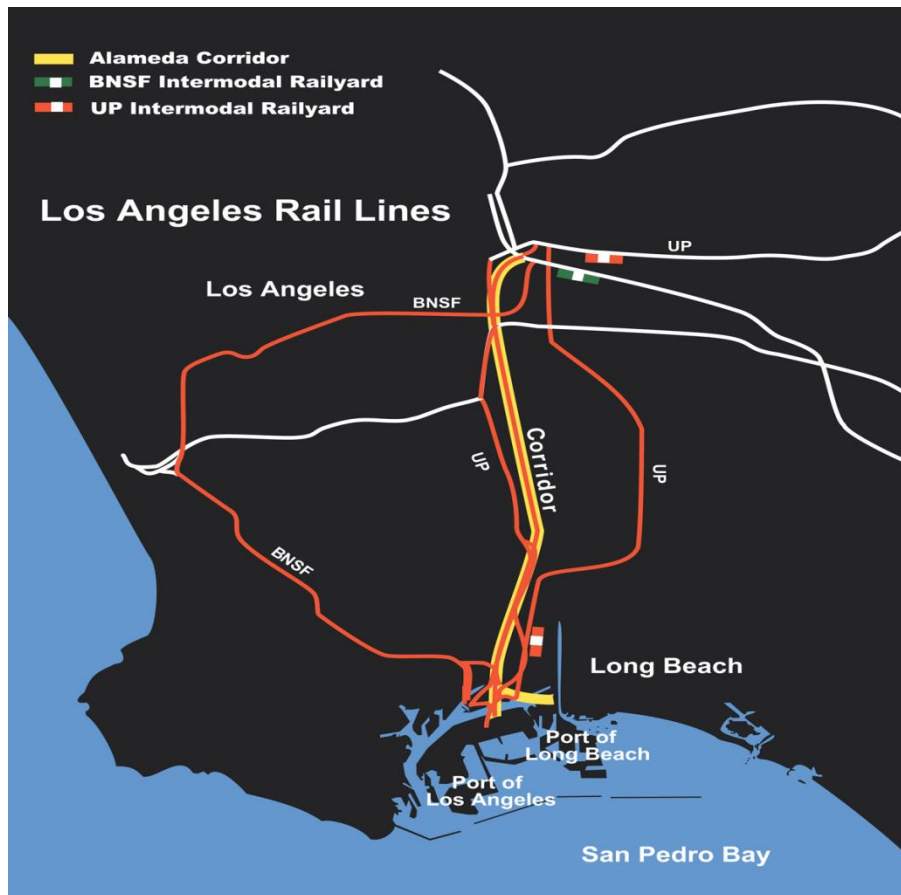 Alameda Corridor
BNSF Intermodal Railyard
UP Intermodal Railyard
Los Angeles Rail Lines
UP
Los Angeles
BNSF
Corridor
UP
UP
BNSF
Long Beach
Port of
Long Beach
Port of
Los Angeles
San Pedro Bay